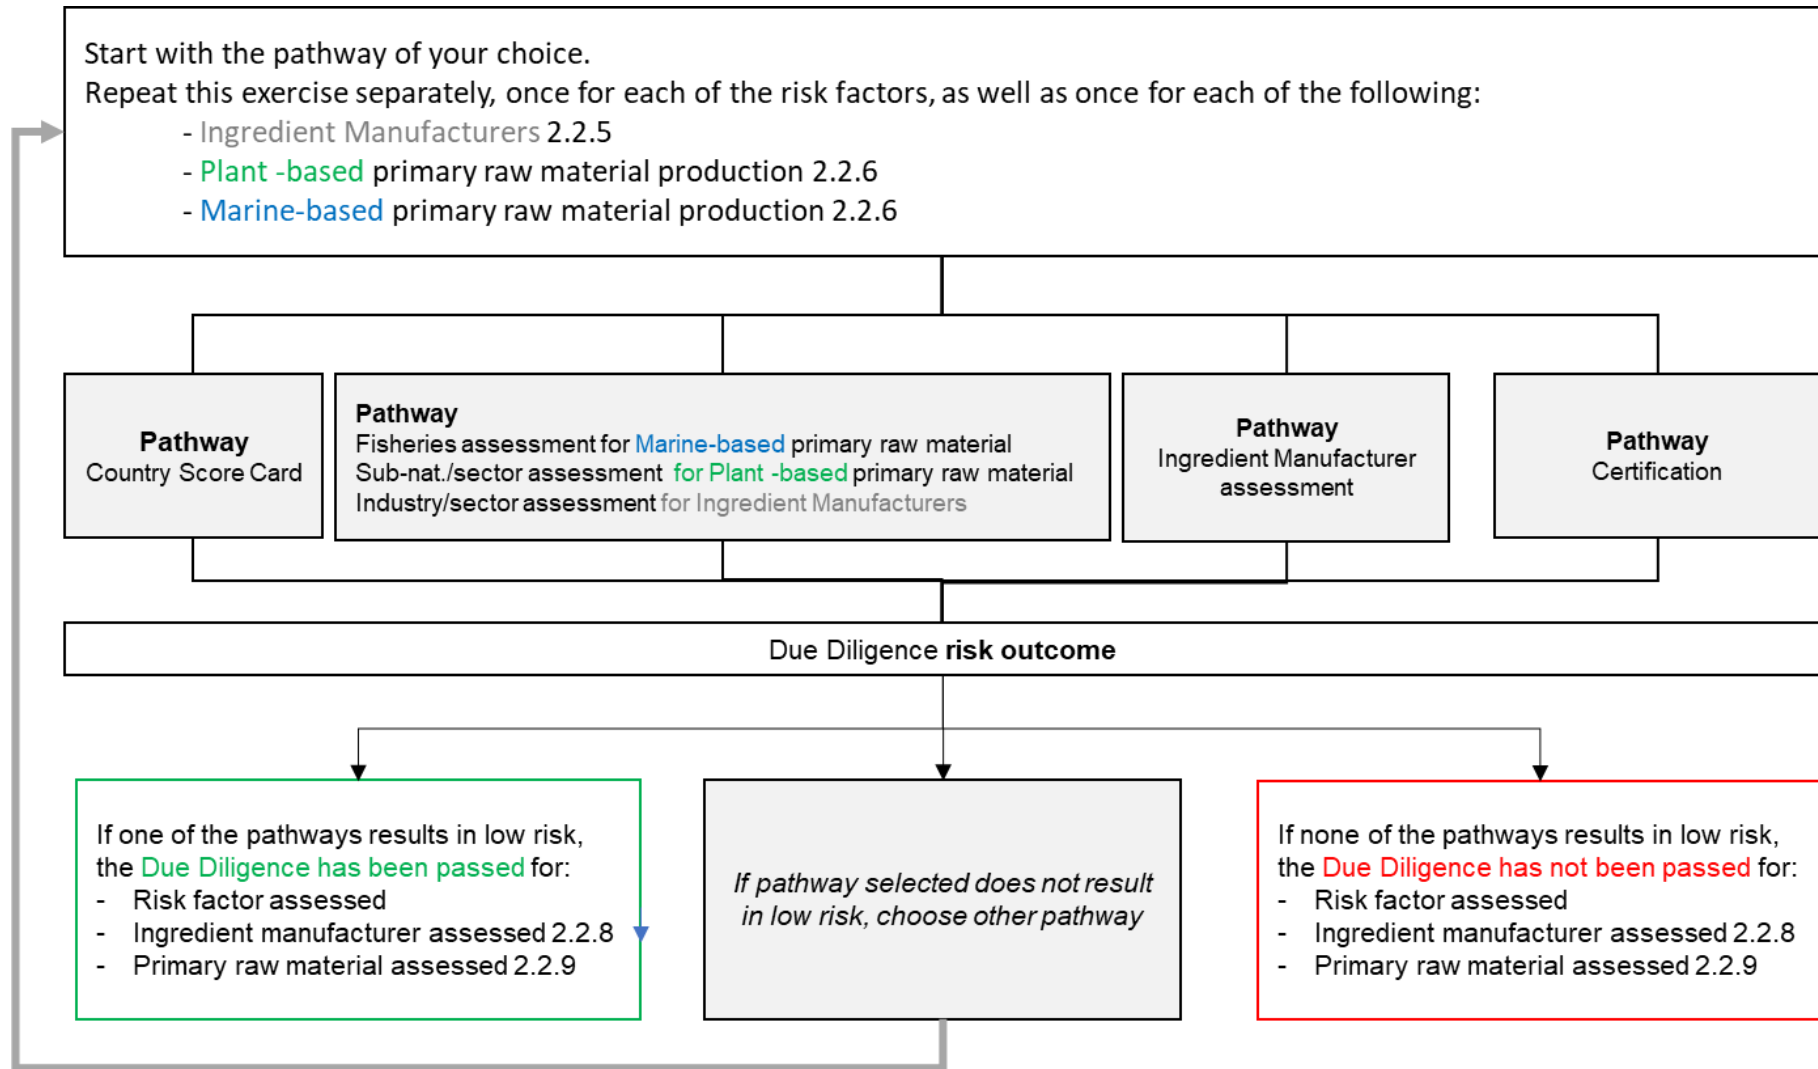 Start with the pathway of your choice.
Repeat this exercise separately, once for each of the risk factors, as well as once for each of the following:
- Ingredient Manufacturers 2.2.5
- Plant -based primary raw material production 2.2.6
- Marine-based primary raw material production 2.2.6
Pathway
Country Score Card
Pathway
Fisheries assessment for Marine-based primary raw material
Sub-nat./sector assessment for Plant -based primary raw material
Industry/sector assessment for Ingredient Manufacturers
Pathway
Ingredient Manufacturer
assessment
Pathway
Certification
Due Diligence risk outcome
If one of the pathways results in low risk,
the Due Diligence has been passed for:
- Risk factor assessed
- Ingredient manufacturer assessed 2.2.8
- Primary raw material assessed 2.2.9
If pathway selected does not result
in low risk, choose other pathway
If none of the pathways results in low risk,
the Due Diligence has not been passed for:
- Risk factor assessed
- Ingredient manufacturer assessed 2.2.8
- Primary raw material assessed 2.2.9